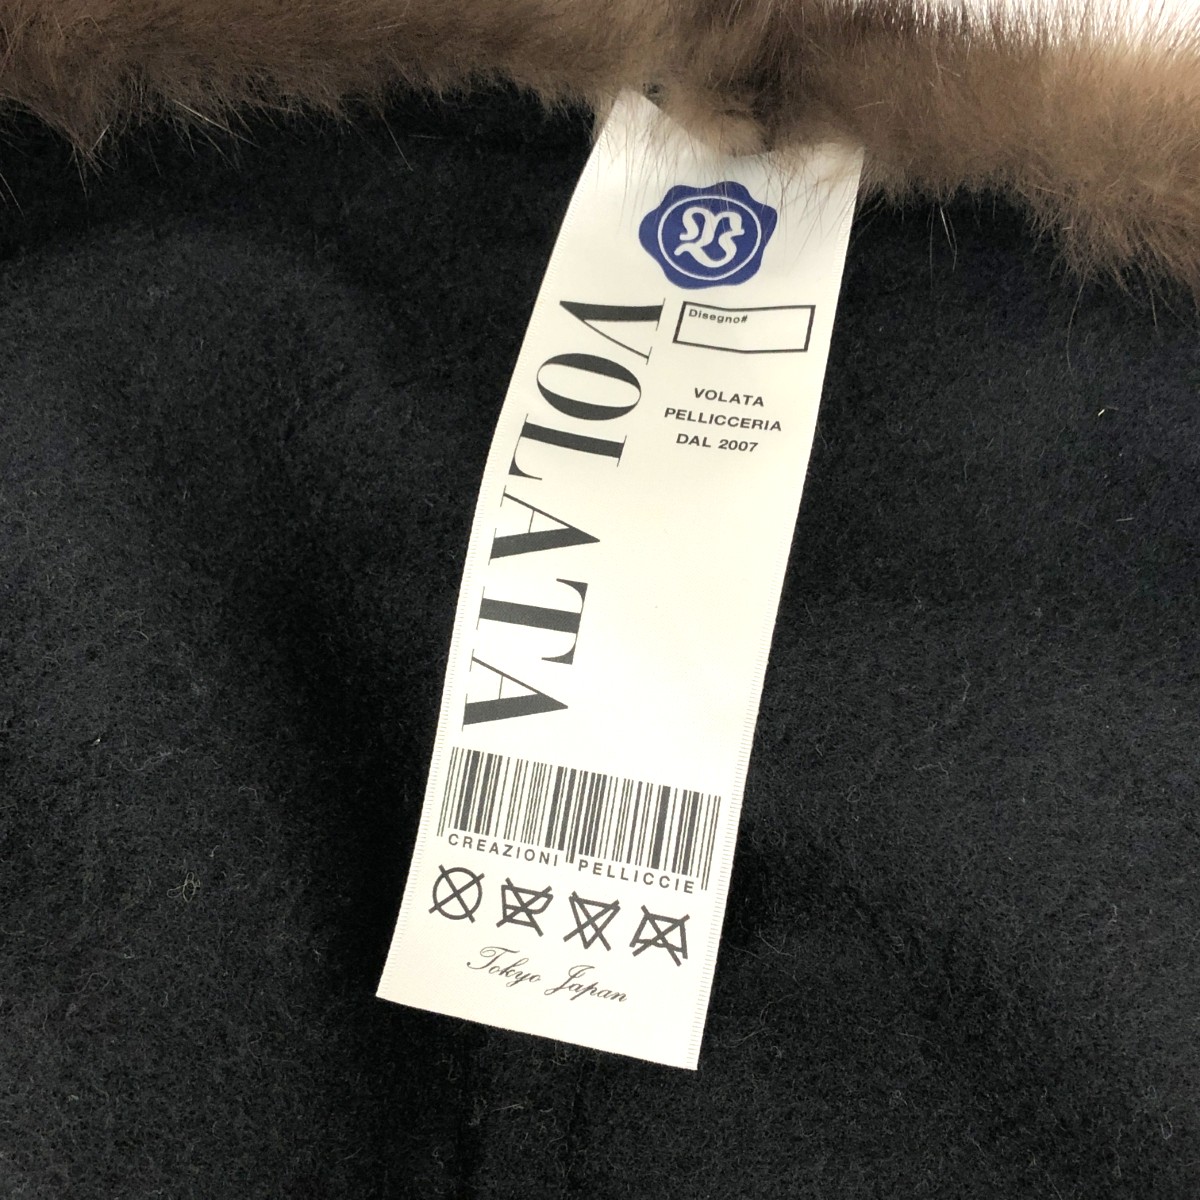 Disegno#
VOLATA
PELLICCERIA
DAL 2007
VOLATA
CREAZIONI PELLICCIE
Tokyo Japan